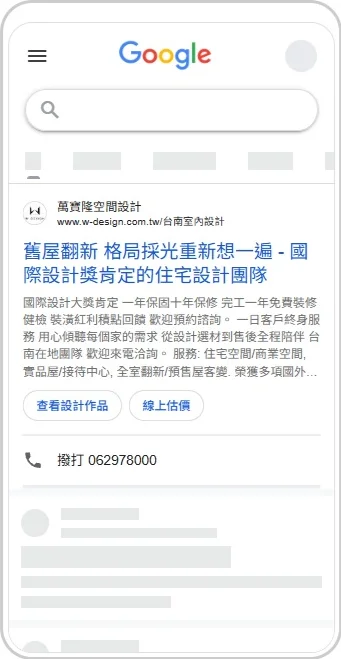 Google
萬寶隆空間設計
www.w-design.com.tw/台南室內設計
舊屋翻新 格局採光重新想一遍 - 國
際設計獎肯定的住宅設計團隊
國際設計大獎肯定 一年保固十年保修 完工一年免費裝修
健檢 裝潢紅利積點回饋 歡迎預約諮詢。 一日客戶終身服
務 用心傾聽每個家的需求 從設計選材到售後全程陪伴 台
南在地團隊 歡迎來電洽詢。 服務: 住宅空間/商業空間,
實品屋/接待中心, 全室翻新/預售屋客變. 榮獲多項國外…
查看設計作品
線上估價
撥打 062978000